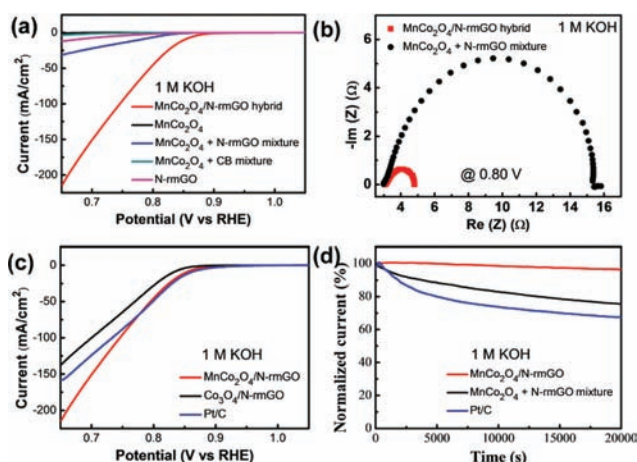 (a)
0
-50
-100
-150
-200
Current (mA/cm²)
1 M KOH
MnCo₂O₄/N-rmGO hybrid
MnCo₂O₄
MnCo₂O₄ + N-rmGO mixture
MnCo₂O₄ + CB mixture
N-rmGO
0.7 0.8 0.9 1.0
Potential (V vs RHE)
(b)
MnCo₂O₄/N-rmGO hybrid 1 M KOH
MnCo₂O₄ + N-rmGO mixture
6
4
2
0
-Im (Z) (Ω)
@ 0.80 V
4 6 8 10 12 14 16
Re (Z) (Ω)
(c)
0
-50
-100
-150
-200
Current (mA/cm²)
1 M KOH
MnCo₂O₄/N-rmGO
Co₃O₄/N-rmGO
Pt/C
0.7 0.8 0.9 1.0
Potential (V vs RHE)
(d)
100
80
60
40
20
0
Normalized current (%)
1 M KOH
MnCo₂O₄/N-rmGO
MnCo₂O₄ + N-rmGO mixture
Pt/C
0 5000 10000 15000 20000
Time (s)